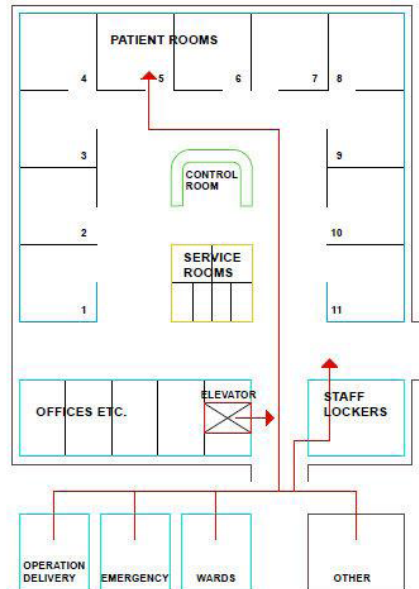 PATIENT ROOMS
4
5
6
7
8
3
9
CONTROL
ROOM
2
10
SERVICE
ROOMS
1
11
ELEVATOR
OFFICES ETC.
STAFF
LOCKERS
OPERATION
DELIVERY
EMERGENCY
WARDS
OTHER